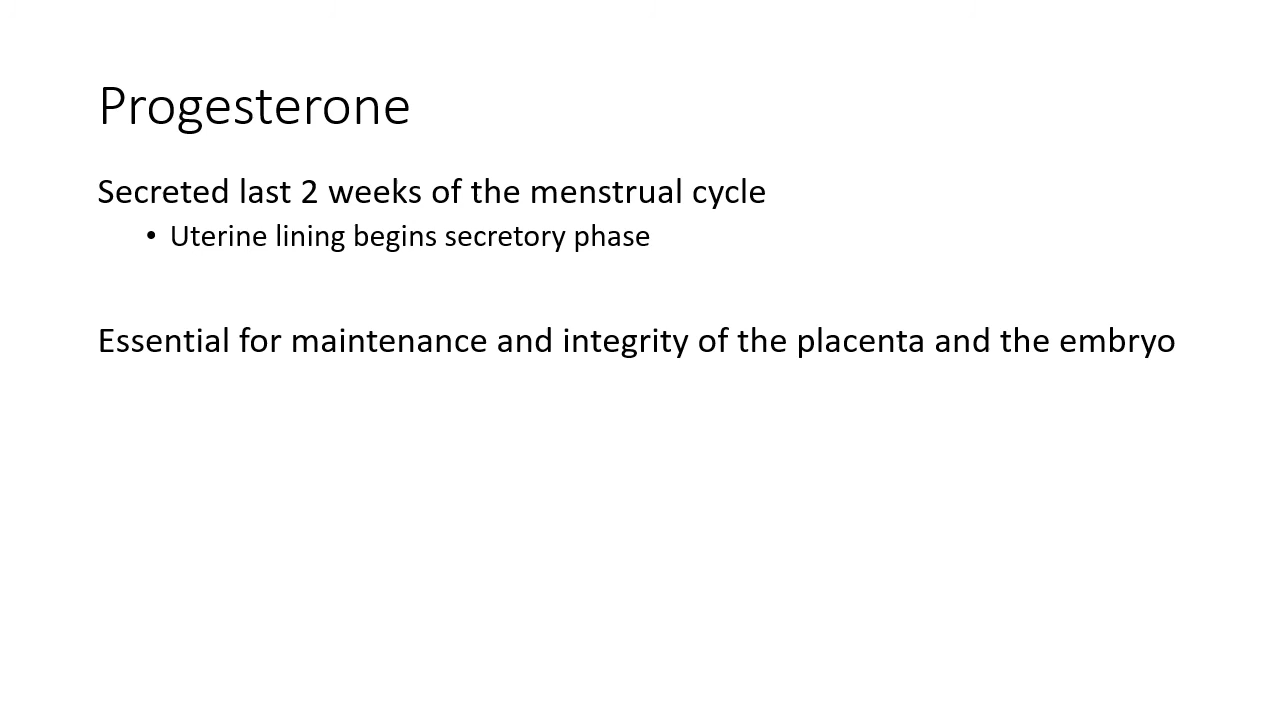 Progesterone
Secreted last 2 weeks of the menstrual cycle
• Uterine lining begins secretory phase
Essential for maintenance and integrity of the placenta and the embryo